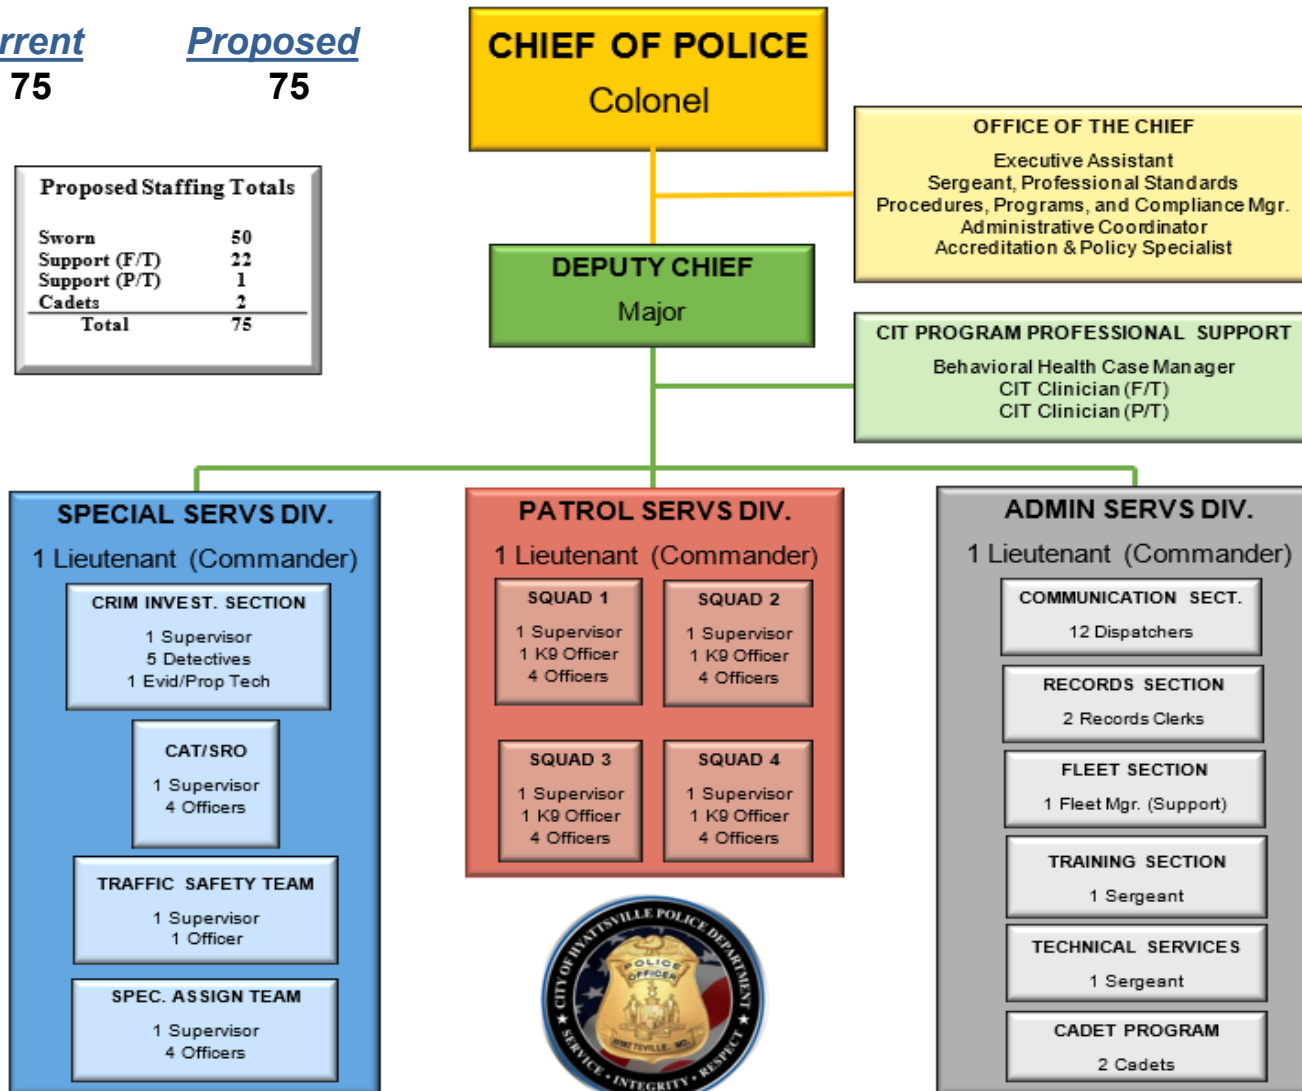 rrent Proposed
75 75
CHIEF OF POLICE
Colonel
OFFICE OF THE CHIEF
Executive Assistant
Sergeant, Professional Standards
Procedures, Programs, and Compliance Mgr.
Administrative Coordinator
Accreditation & Policy Specialist
Proposed Staffing Totals
Sworn 50
Support (F/T) 22
Support (P/T) 1
Cadets 2
Total 75
DEPUTY CHIEF
Major
CIT PROGRAM PROFESSIONAL SUPPORT
Behavioral Health Case Manager
CIT Clinician (F/T)
CIT Clinician (P/T)
SPECIAL SERVS DIV.
1 Lieutenant (Commander)
CRIM INVEST. SECTION
1 Supervisor
5 Detectives
1 Evid/Prop Tech
CAT/SRO
1 Supervisor
4 Officers
TRAFFIC SAFETY TEAM
1 Supervisor
1 Officer
SPEC. ASSIGN TEAM
1 Supervisor
4 Officers
PATROL SERVS DIV.
1 Lieutenant (Commander)
SQUAD 1
1 Supervisor
1 K9 Officer
4 Officers
SQUAD 2
1 Supervisor
1 K9 Officer
4 Officers
SQUAD 3
1 Supervisor
1 K9 Officer
4 Officers
SQUAD 4
1 Supervisor
1 K9 Officer
4 Officers
CITY OF HYATTSVILLE POLICE DEPARTMENT
POLICE
OFFICER
HYATTSVILLE, MD.
★ SERVICE • INTEGRITY • RESPECT ★
ADMIN SERVS DIV.
1 Lieutenant (Commander)
COMMUNICATION SECT.
12 Dispatchers
RECORDS SECTION
2 Records Clerks
FLEET SECTION
1 Fleet Mgr. (Support)
TRAINING SECTION
1 Sergeant
TECHNICAL SERVICES
1 Sergeant
CADET PROGRAM
2 Cadets